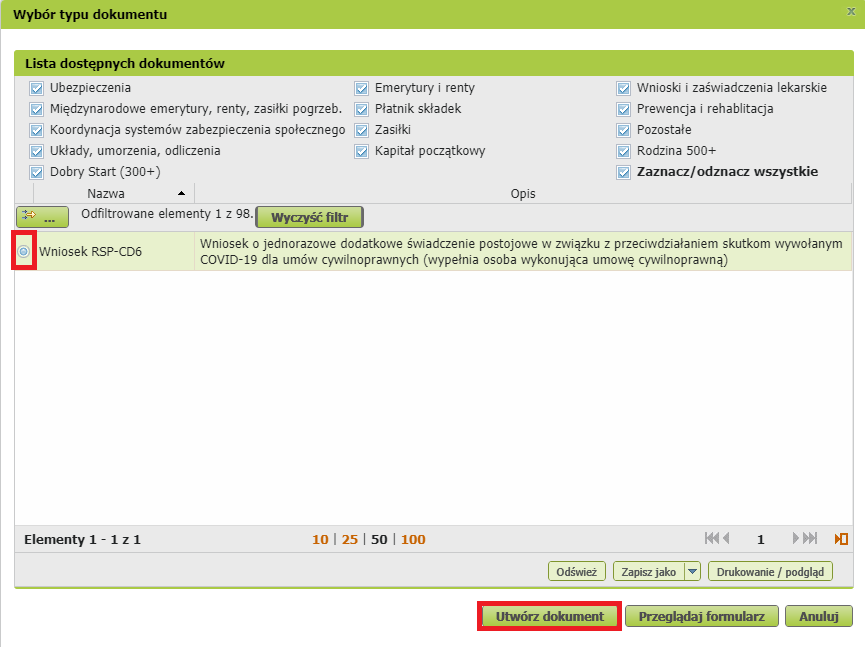 Wybór typu dokumentu x
Lista dostępnych dokumentów
Ubezpieczenia Emerytury i renty Wnioski i zaświadczenia lekarskie
Międzynarodowe emerytury, renty, zasiłki pogrzeb. Płatnik składek Prewencja i rehablitacja
Koordynacja systemów zabezpieczenia społecznego Zasiłki Pozostałe
Układy, umorzenia, odliczenia Kapitał początkowy Rodzina 500+
Dobry Start (300+) Zaznacz/odznacz wszystkie
Nazwa Opis
... Odfiltrowane elementy 1 z 98. Wyczyść filtr
Wniosek RSP-CD6 Wniosek o jednorazowe dodatkowe świadczenie postojowe w związku z przeciwdziałaniem skutkom wywołanym
COVID-19 dla umów cywilnoprawnych (wypełnia osoba wykonująca umowę cywilnoprawną)
Elementy 1 - 1 z 1 10 | 25 | 50 | 100 1
Odśwież Zapisz jako Drukowanie / podgląd
Utwórz dokument Przeglądaj formularz Anuluj